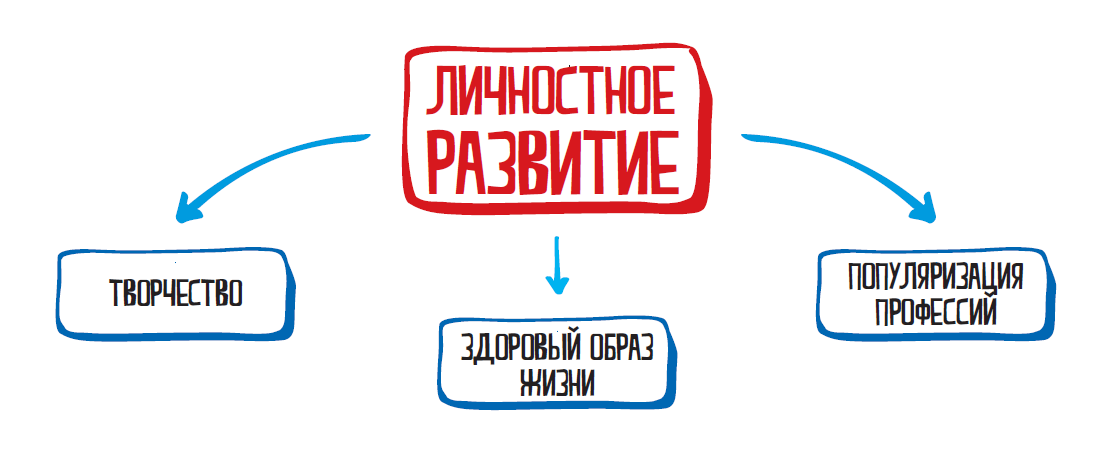 ЛИЧНОСТНОЕ
РАЗВИТИЕ
ТВОРЧЕСТВО
ЗДОРОВЫЙ ОБРАЗ
ЖИЗНИ
ПОПУЛЯРИЗАЦИЯ
ПРОФЕССИЙ